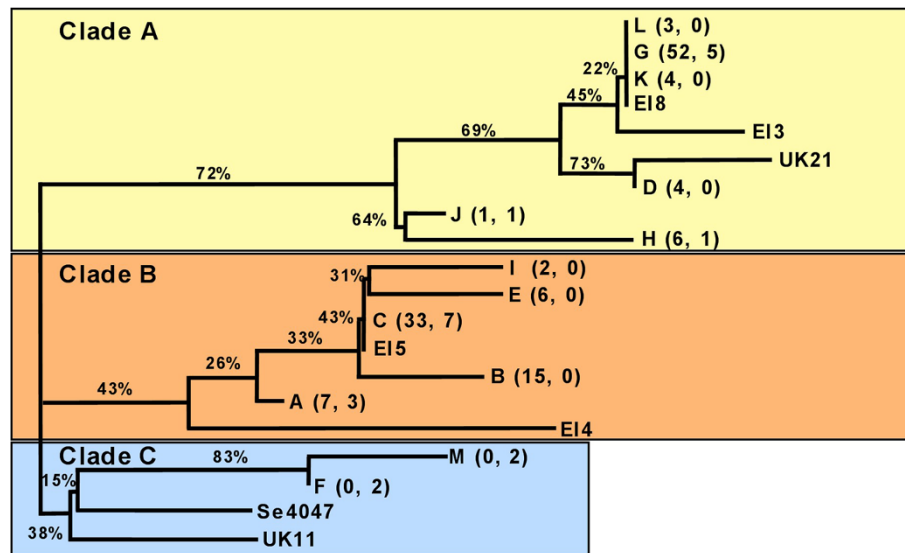 Clade A
L (3, 0)
G (52, 5)
22%
K (4, 0)
45%
EI8
69%
EI3
UK21
72%
73%
D (4, 0)
J (1, 1)
64%
H (6, 1)
Clade B
31%
I (2, 0)
E (6, 0)
43%
C (33, 7)
33%
EI5
26%
B (15, 0)
43%
A (7, 3)
EI4
Clade C
83%
M (0, 2)
15%
F (0, 2)
Se4047
38%
UK11